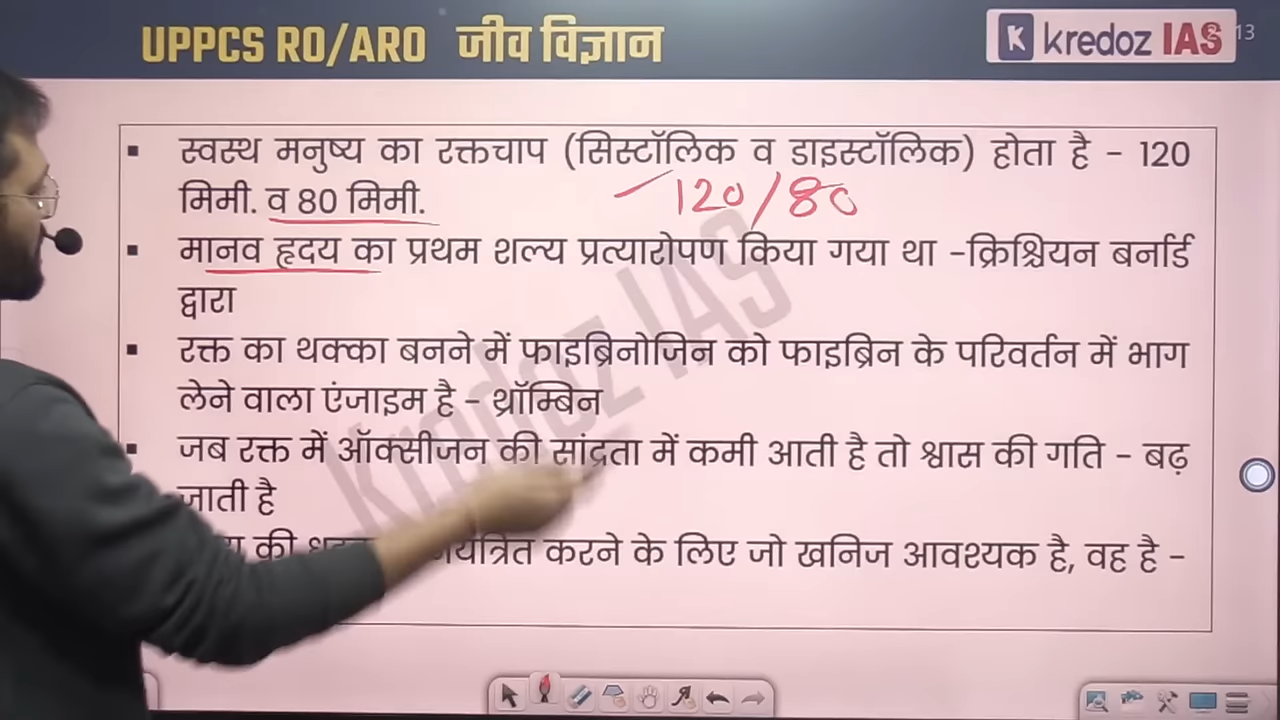 UPPCS RO/ARO जीव विज्ञान
K kredoz IAS
13
▪ स्वस्थ मनुष्य का रक्तचाप (सिस्टॉलिक व डाइस्टॉलिक) होता है - 120
मिमी. व 80 मिमी.
120/80
▪ मानव हृदय का प्रथम शल्य प्रत्यारोपण किया गया था -क्रिश्चियन बर्नार्ड
द्वारा
▪ रक्त का थक्का बनने में फाइब्रिनोजिन को फाइब्रिन के परिवर्तन में भाग
लेने वाला एंजाइम है - थ्रॉम्बिन
▪ जब रक्त में ऑक्सीजन की सांद्रता में कमी आती है तो श्वास की गति - बढ़
जाती है
की करने के लिए जो खनिज आवश्यक है, वह है -
Kredoz IAS